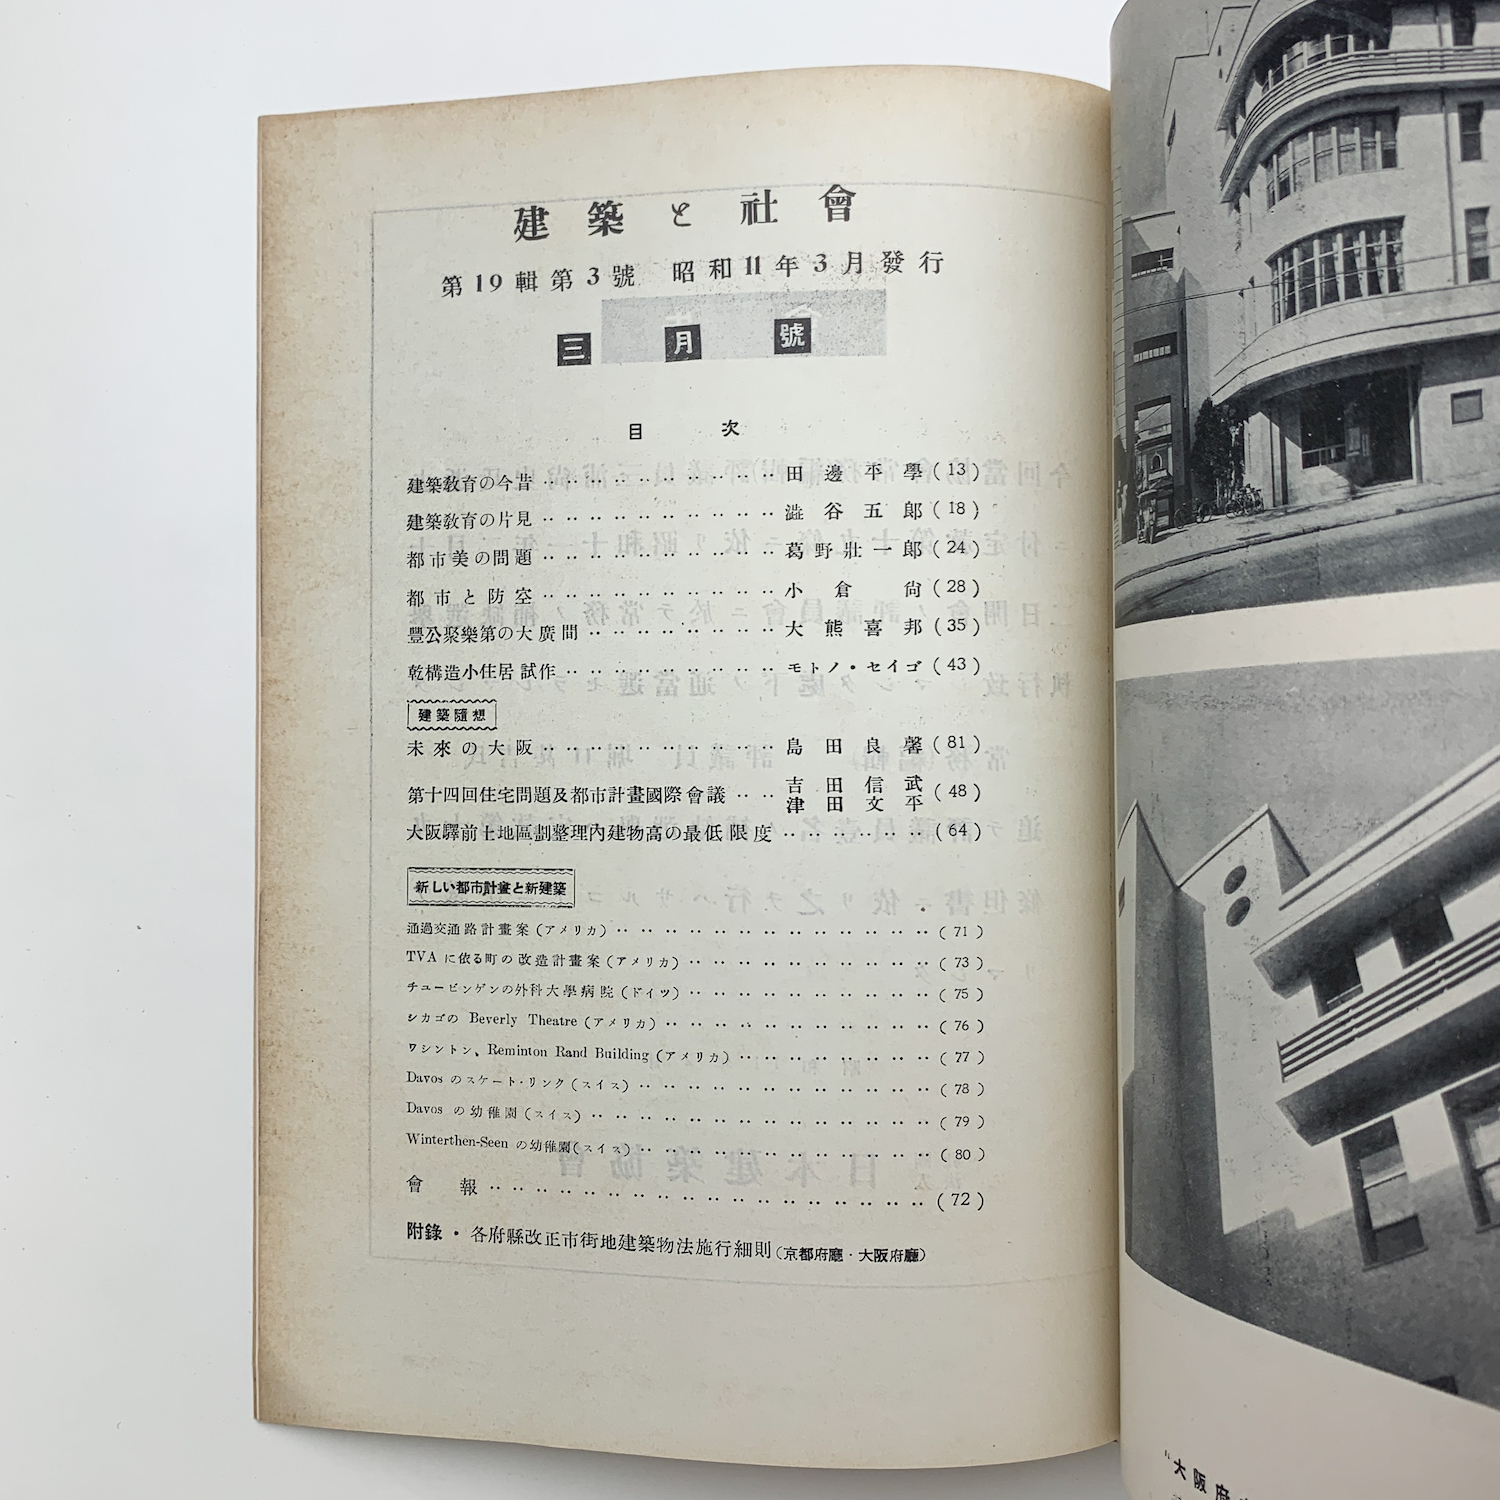 建築と社會
第19輯第3號 昭和11年3月發行
三月號
目次
建築敎育の今昔 ‥‥‥‥‥‥‥‥‥‥ 田邊平學 (13)
建築敎育の片見 ‥‥‥‥‥‥‥‥‥‥ 澁谷五郞 (18)
都市美の問題 ‥‥‥‥‥‥‥‥‥‥ 葛野壯一郞 (24)
都市と防空 ‥‥‥‥‥‥‥‥‥‥ 小倉尙 (28)
豐公聚樂第の大廣間 ‥‥‥‥‥‥‥‥ 大熊喜邦 (35)
乾構造小住居試作 ‥‥‥‥‥‥‥‥‥ モトノ・セイゴ (43)
建築隨想
未來の大阪 ‥‥‥‥‥‥‥‥‥‥ 島田良馨 (81)
第十四回住宅問題及都市計畫國際會議 ‥‥ 吉田信武 津田文平 (48)
大阪驛前土地區劃整理內建物高の最低限度 ‥‥‥‥‥‥ (64)
新しい都市計畫と新建築
通過交通路計畫案(アメリカ) ‥‥‥‥‥‥‥‥‥‥‥‥‥ (71)
TVAに依る町の改造計畫案(アメリカ) ‥‥‥‥‥‥‥‥‥‥ (73)
チュービンゲンの外科大學病院(ドイツ) ‥‥‥‥‥‥‥‥‥‥ (75)
シカゴの Beverly Theatre (アメリカ) ‥‥‥‥‥‥‥‥‥‥‥ (76)
ワシントン、Reminton Rand Building (アメリカ) ‥‥‥‥‥‥‥‥ (77)
Davos のスケート・リンク(スイス) ‥‥‥‥‥‥‥‥‥‥‥‥ (78)
Davos の幼稚園(スイス) ‥‥‥‥‥‥‥‥‥‥‥‥‥‥ (79)
Winterthen-Seen の幼稚園(スイス) ‥‥‥‥‥‥‥‥‥‥‥‥ (80)
會報 ‥‥‥‥‥‥‥‥‥‥‥‥‥‥‥‥‥‥‥ (72)
附錄・各府縣改正市街地建築物法施行細則(京都府廳・大阪府廳)
"大阪府